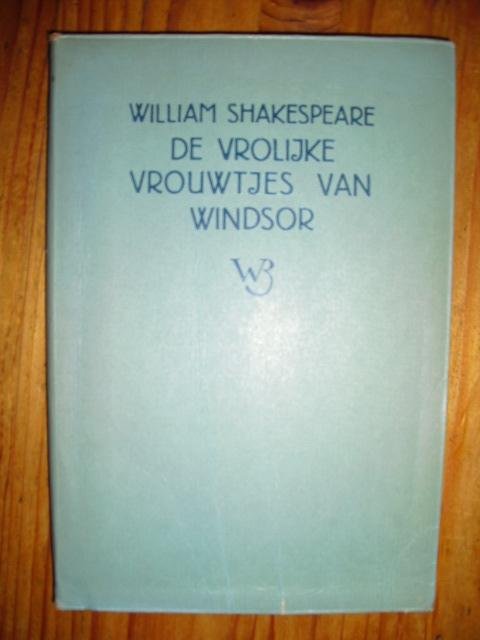 WILLIAM SHAKESPEARE
DE VROLIJKE
VROUWTJES VAN
WINDSOR
WB